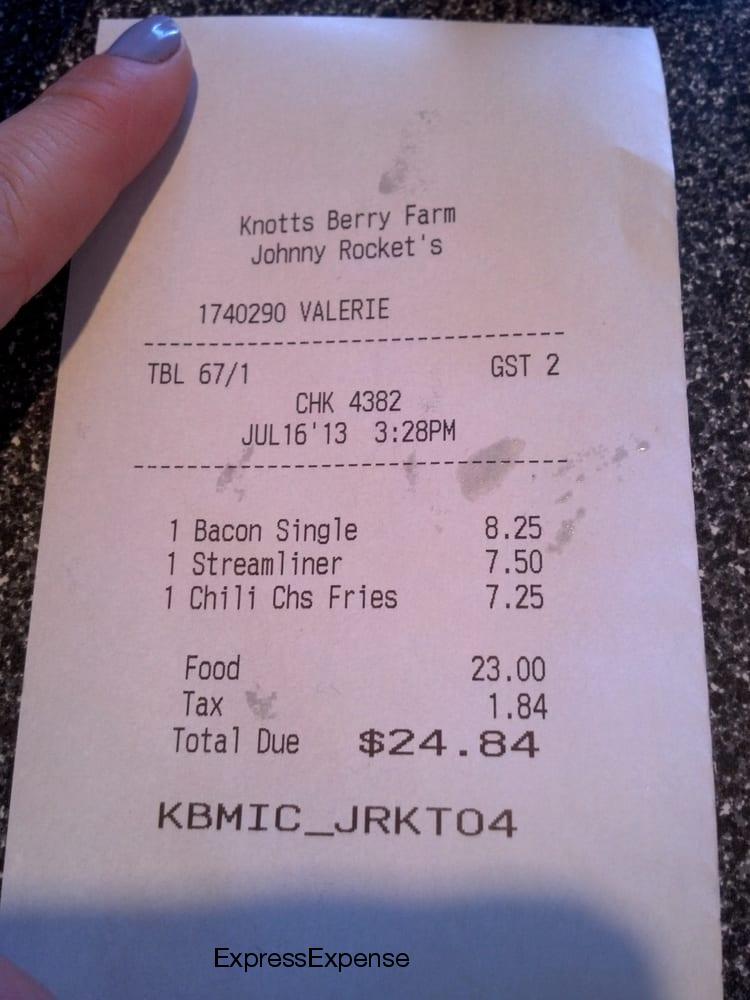 Knotts Berry Farm
Johnny Rocket's
1740290 VALERIE
--------------------------------
TBL 67/1 GST 2
CHK 4382
JUL16'13 3:28PM
--------------------------------
1 Bacon Single 8.25
1 Streamliner 7.50
1 Chili Chs Fries 7.25
Food 23.00
Tax 1.84
Total Due $24.84
KBMIC_JRKT04
ExpressExpense